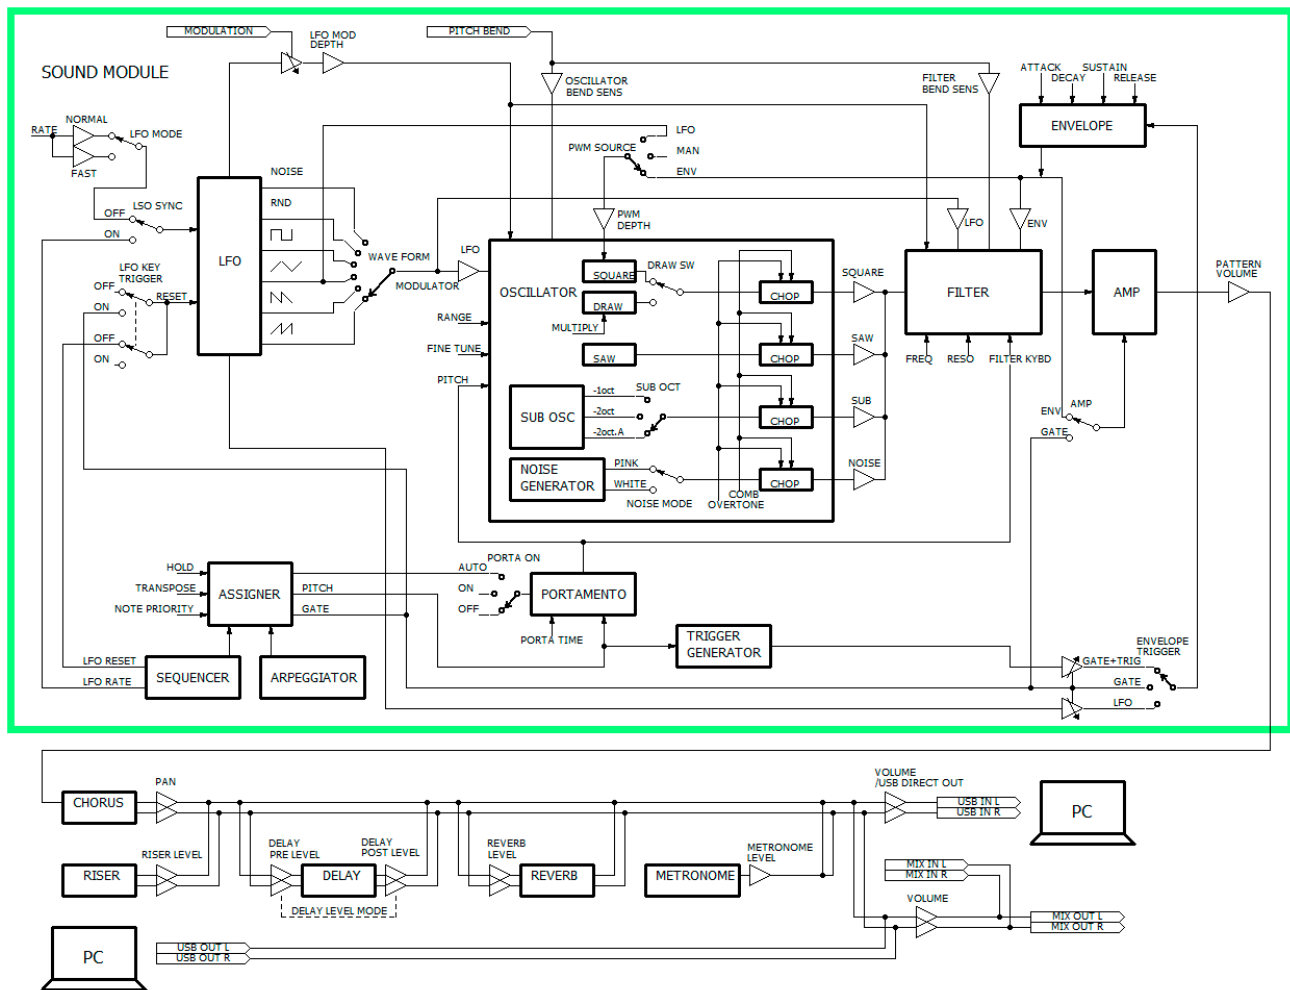 MODULATION
LFO MOD
DEPTH
PITCH BEND
SOUND MODULE
OSCILLATOR
BEND SENS
FILTER
BEND SENS
ATTACK
DECAY
SUSTAIN
RELEASE
ENVELOPE
NORMAL
RATE
LFO MODE
FAST
LFO
PWM SOURCE
MAN
ENV
NOISE
RND
LSO SYNC
OFF
ON
LFO
WAVE FORM
MODULATOR
LFO
PWM
DEPTH
LFO
ENV
LFO KEY
TRIGGER
OFF
RESET
ON
OFF
ON
OSCILLATOR
SQUARE
DRAW SW
DRAW
MULTIPLY
SAW
CHOP
SQUARE
CHOP
SAW
RANGE
FINE TUNE
PITCH
SUB OSC
-1oct
-2oct
-2oct.A
SUB OCT
CHOP
SUB
NOISE
GENERATOR
PINK
WHITE
NOISE MODE
CHOP
NOISE
COMB
OVERTONE
FILTER
FREQ
RESO
FILTER KYBD
AMP
PATTERN
VOLUME
AMP
ENV
GATE
HOLD
TRANSPOSE
NOTE PRIORITY
ASSIGNER
PITCH
GATE
PORTA ON
AUTO
ON
OFF
PORTAMENTO
PORTA TIME
TRIGGER
GENERATOR
ENVELOPE
TRIGGER
GATE+TRIG
GATE
LFO
LFO RESET
LFO RATE
SEQUENCER
ARPEGGIATOR
CHORUS
PAN
VOLUME
/USB DIRECT OUT
USB IN L
USB IN R
PC
RISER
RISER LEVEL
DELAY
PRE LEVEL
DELAY
DELAY
POST LEVEL
DELAY LEVEL MODE
REVERB
LEVEL
REVERB
METRONOME
METRONOME
LEVEL
MIX IN L
MIX IN R
VOLUME
MIX OUT L
MIX OUT R
PC
USB OUT L
USB OUT R